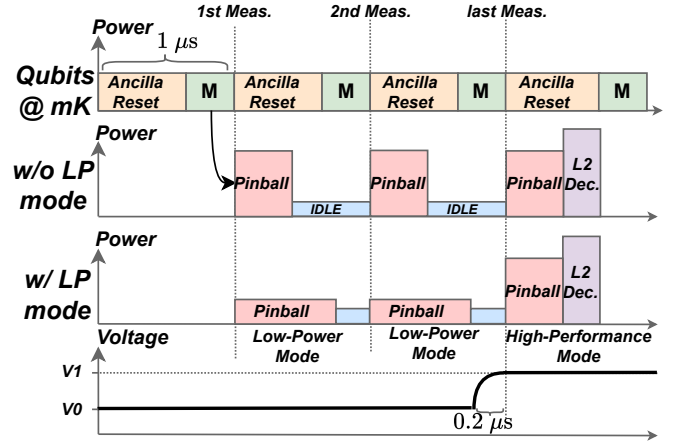 1st Meas. 2nd Meas. last Meas.
Power
1 μs
Qubits
@ mK
Ancilla
Reset
M
Ancilla
Reset
M
Ancilla
Reset
M
Ancilla
Reset
M
Power
w/o LP
mode
Pinball
IDLE
Pinball
IDLE
Pinball
L2
Dec.
Power
w/ LP
mode
Pinball
Pinball
Pinball
L2
Dec.
Low-Power
Mode
Low-Power
Mode
High-Performance
Mode
Voltage
V1
V0
0.2 μs